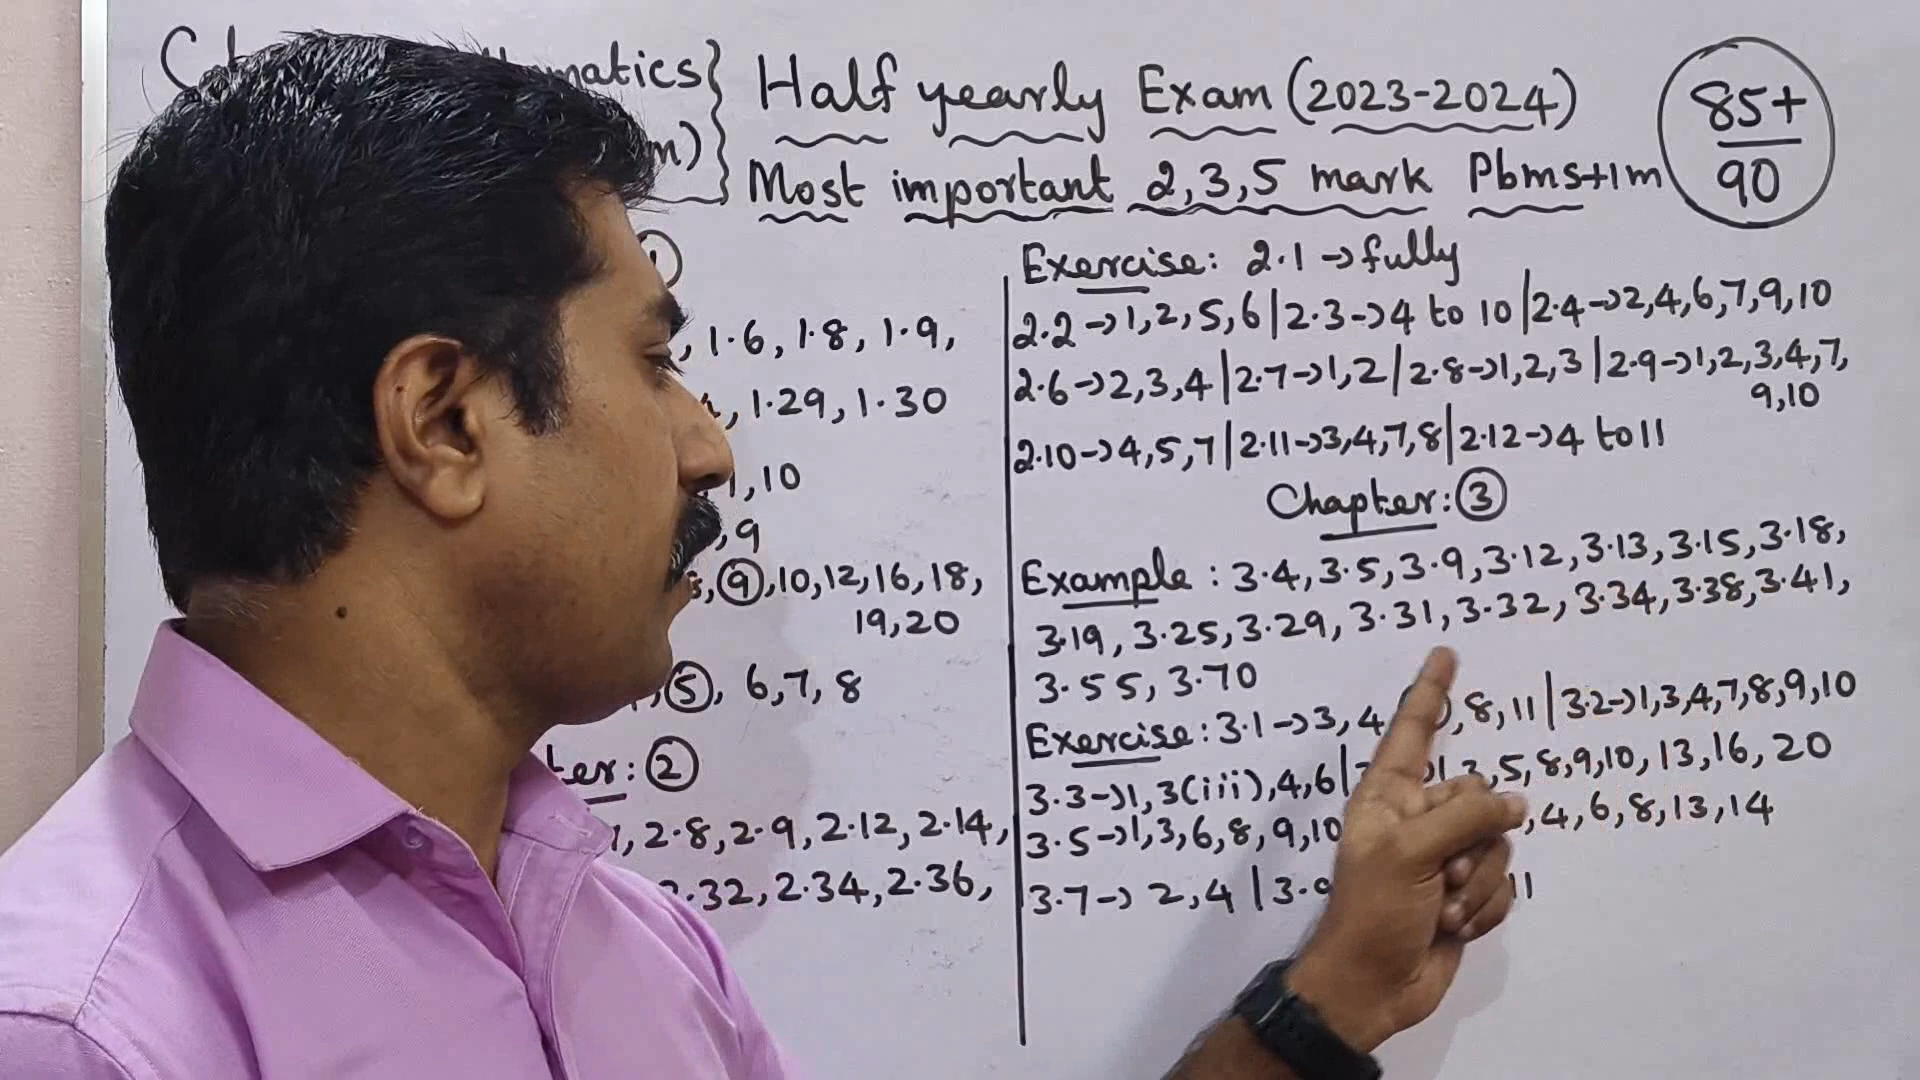 Half yearly Exam (2023-2024)
Most important 2,3,5 mark Pbms+1m
85+
90
1
, 1.6, 1.8, 1.9,
, 1.29, 1.30
,10
,9
,9,10,12,16,18,
19,20
,5, 6,7,8
2
, 2.8,2.9,2.12,2.14,
.32,2.34,2.36,
Exercise: 2.1→fully
2.2→1,2,5,6|2.3→4 to 10|2.4→2,4,6,7,9,10
2.6→2,3,4|2.7→1,2|2.8→1,2,3|2.9→1,2,3,4,7,
9,10
2.10→4,5,7|2.11→3,4,7,8|2.12→4 to 11
Chapter:3
Example: 3.4,3.5,3.9,3.12,3.13,3.15,3.18,
3.19,3.25,3.29,3.31,3.32,3.34,3.38,3.41,
3.55,3.70
Exercise:3.1→3,4 ,8,11|3.2→1,3,4,7,8,9,10
3.3→1,3(iii),4,6| ,5,8,9,10,13,16,20
3.5→1,3,6,8,9,10 ,4,6,8,13,14
3.7→ 2,4 |3.9 11